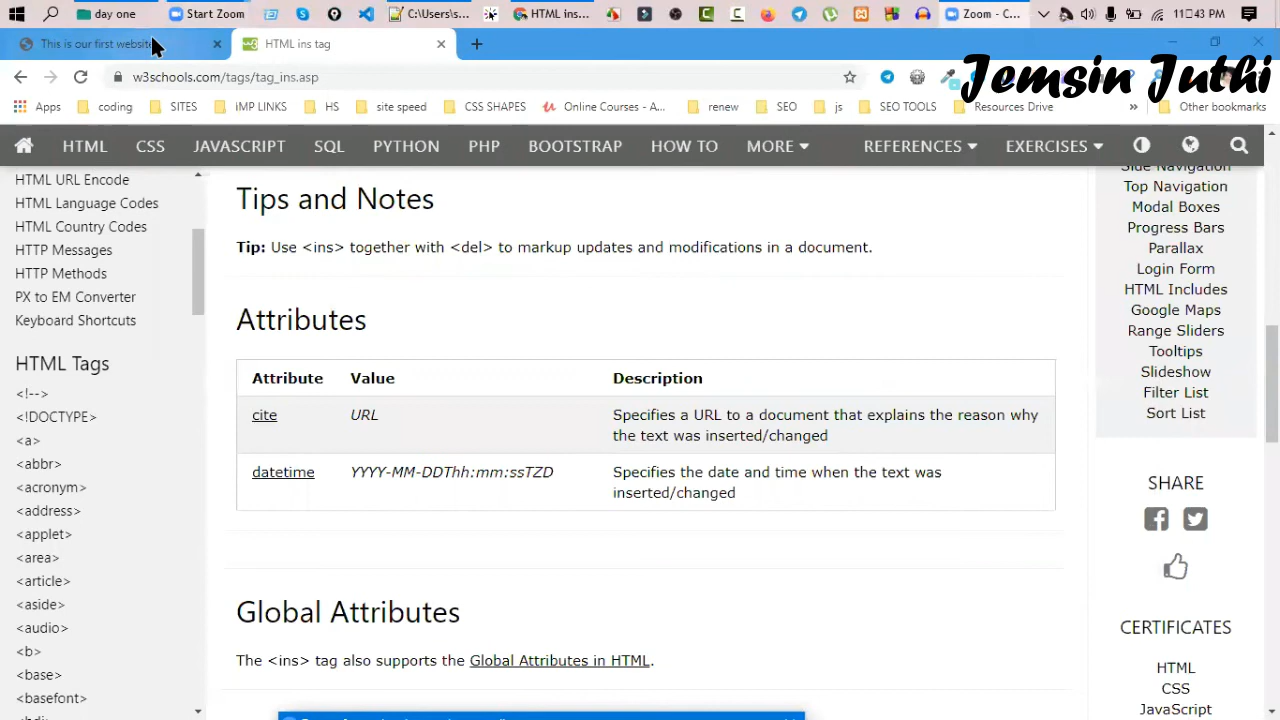 day one
Start Zoom
C:\Users\s...
HTML ins...
Zoom - C...
11:43 PM
This is our first website
HTML ins tag
w3schools.com/tags/tag_ins.asp
Jemsin Juthi
Apps
coding
SITES
IMP LINKS
HS
site speed
CSS SHAPES
Online Courses - A...
renew
SEO
js
SEO TOOLS
Resources Drive
»
Other bookmarks
HTML
CSS
JAVASCRIPT
SQL
PYTHON
PHP
BOOTSTRAP
HOW TO
MORE
REFERENCES
EXERCISES
HTML URL Encode
HTML Language Codes
HTML Country Codes
HTTP Messages
HTTP Methods
PX to EM Converter
Keyboard Shortcuts
HTML Tags
<!-->
<!DOCTYPE>
<a>
<abbr>
<acronym>
<address>
<applet>
<area>
<article>
<aside>
<audio>
<b>
<base>
<basefont>
Tips and Notes
Tip: Use <ins> together with <del> to markup updates and modifications in a document.
Attributes
Attribute Value Description
cite URL Specifies a URL to a document that explains the reason why
the text was inserted/changed
datetime YYYY-MM-DDThh:mm:ssTZD Specifies the date and time when the text was
inserted/changed
Global Attributes
The <ins> tag also supports the Global Attributes in HTML.
Side Navigation
Top Navigation
Modal Boxes
Progress Bars
Parallax
Login Form
HTML Includes
Google Maps
Range Sliders
Tooltips
Slideshow
Filter List
Sort List
SHARE
CERTIFICATES
HTML
CSS
JavaScript